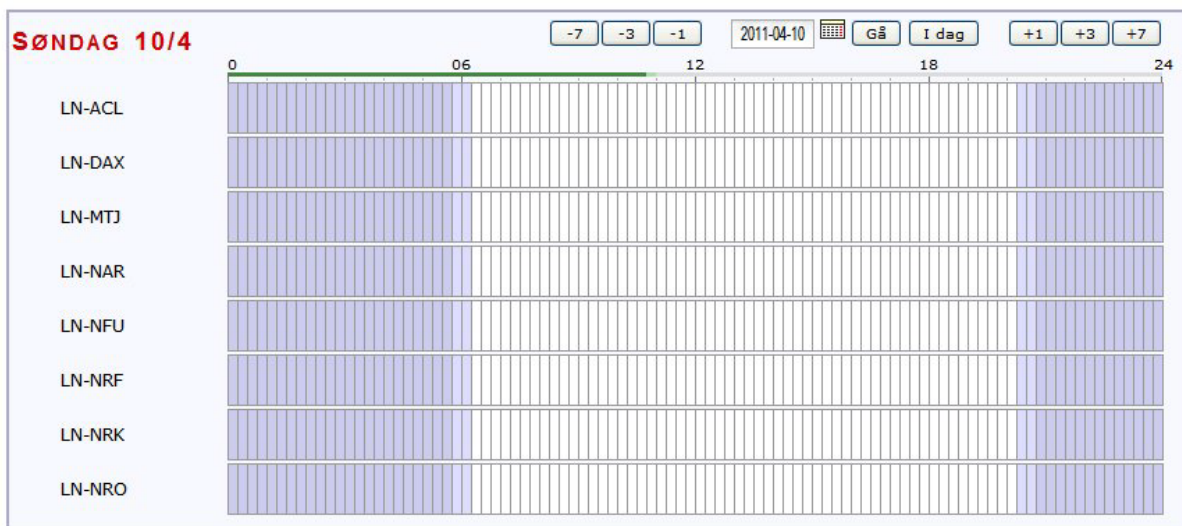 SØNDAG 10/4 -7 -3 -1 2011-04-10 Gå I dag +1 +3 +7
0 06 12 18 24
LN-ACL
LN-DAX
LN-MTJ
LN-NAR
LN-NFU
LN-NRF
LN-NRK
LN-NRO